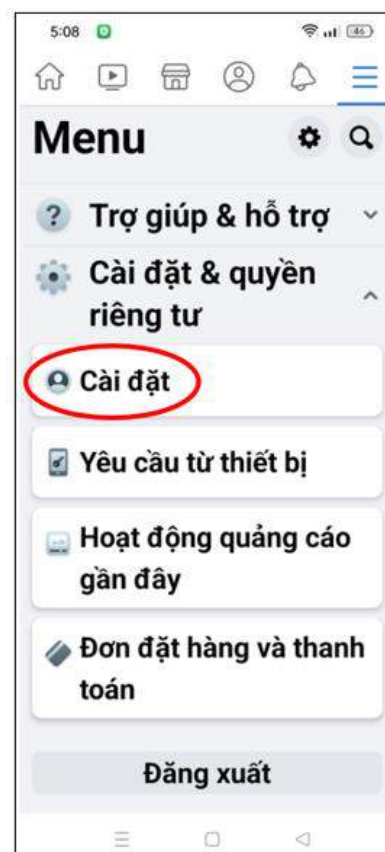 5:08
46
Menu
Trợ giúp & hỗ trợ
Cài đặt & quyền
riêng tư
Cài đặt
Yêu cầu từ thiết bị
Hoạt động quảng cáo
gần đây
Đơn đặt hàng và thanh
toán
Đăng xuất